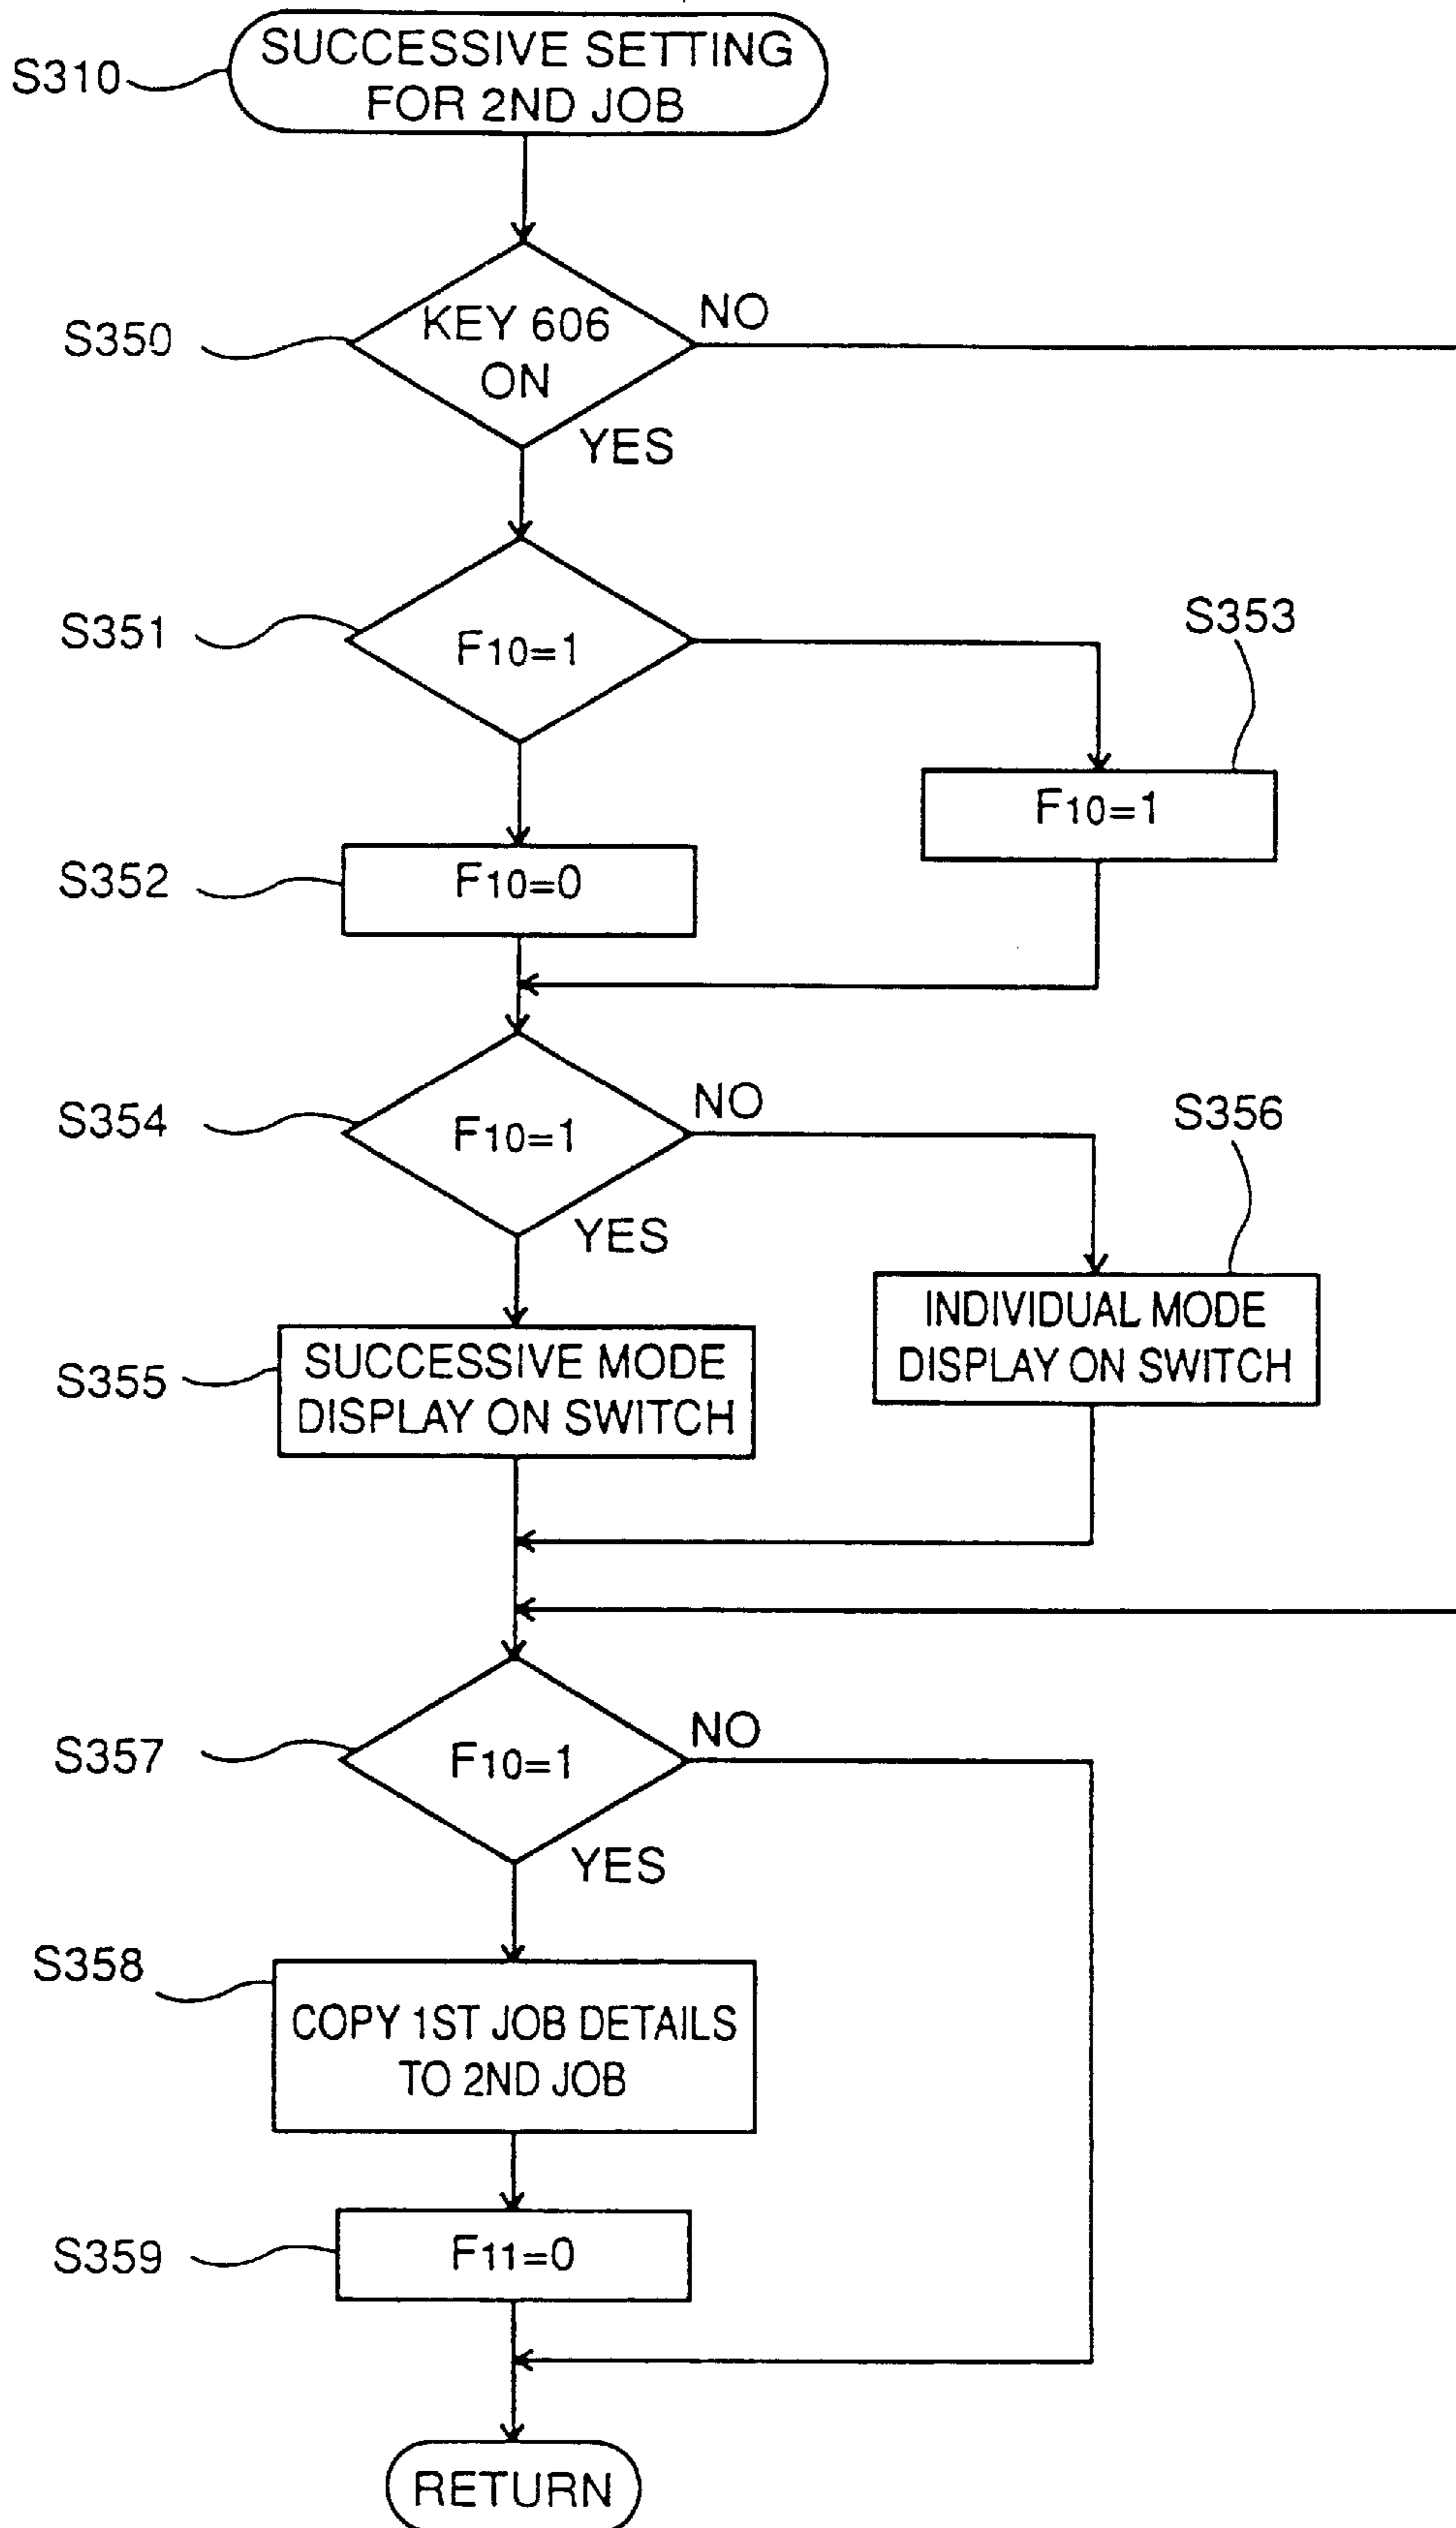 SUCCESSIVE SETTING
FOR 2ND JOB
S310
KEY 606
ON
NO
S350
YES
S351
F10=1
S353
F10=1
S352
F10=0
S354
F10=1
NO
S356
YES
INDIVIDUAL MODE
DISPLAY ON SWITCH
S355
SUCCESSIVE MODE
DISPLAY ON SWITCH
S357
F10=1
NO
YES
S358
COPY 1ST JOB DETAILS
TO 2ND JOB
S359
F11=0
RETURN